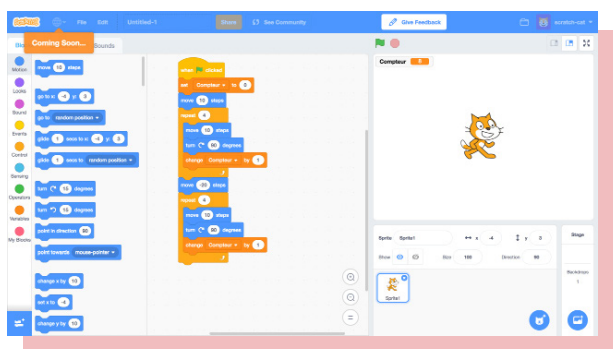 SCRATCH File Edit Untitled-1 Share See Community Give Feedback scratch-cat
Coming Soon... Sounds
Motion
Looks
Sound
Events
Control
Sensing
Operators
Variables
My Blocks
move 10 steps
go to x: -4 y: 3
go to random position
glide 1 secs to x: -4 y: 3
glide 1 secs to random position
turn 15 degrees
turn 15 degrees
point in direction 90
point towards mouse-pointer
change x by 10
set x to -4
change y by 10
when clicked
set Compteur to 0
move 10 steps
repeat 4
move 10 steps
turn 90 degrees
change Compteur by 1
move -30 steps
repeat 4
move 10 steps
turn 90 degrees
change Compteur by 1
Compteur 8
Sprite Sprite1 x -4 y 3
Show Size 100 Direction 90
Sprite1
Stage
Backdrops
1